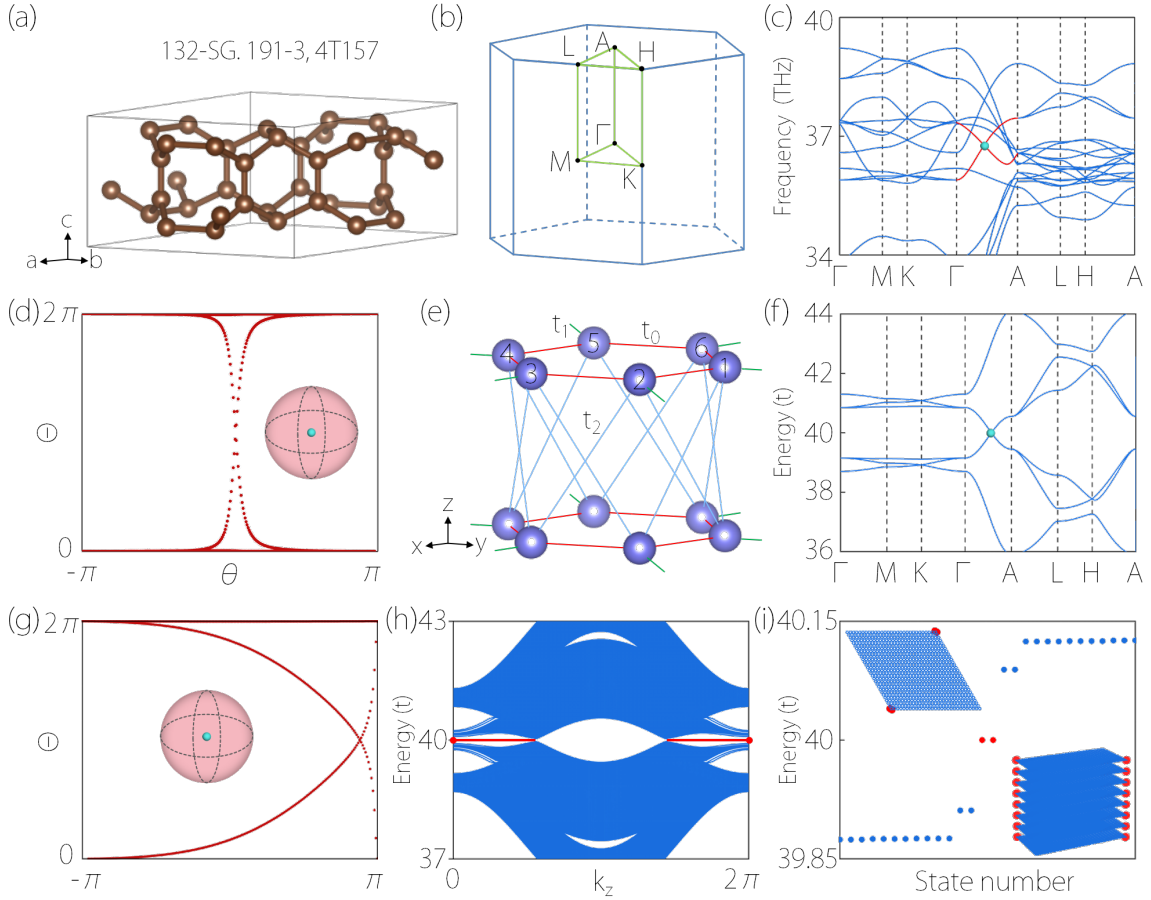 (a)
132-SG. 191-3, 4T157
c
a
b
(b)
L
A
H
Γ
M
K
(c)
40
37
34
Frequency (THz)
Γ
M
K
Γ
A
L
H
A
(d)
2π
0
Θ
-π
θ
π
(e)
t1
t0
4
5
6
3
2
1
t2
z
x
y
(f)
44
42
40
38
36
Energy (t)
Γ
M
K
Γ
A
L
H
A
(g)
2π
0
Θ
-π
π
(h)
43
40
37
Energy (t)
0
kz
2π
(i)
40.15
40
39.85
Energy (t)
State number